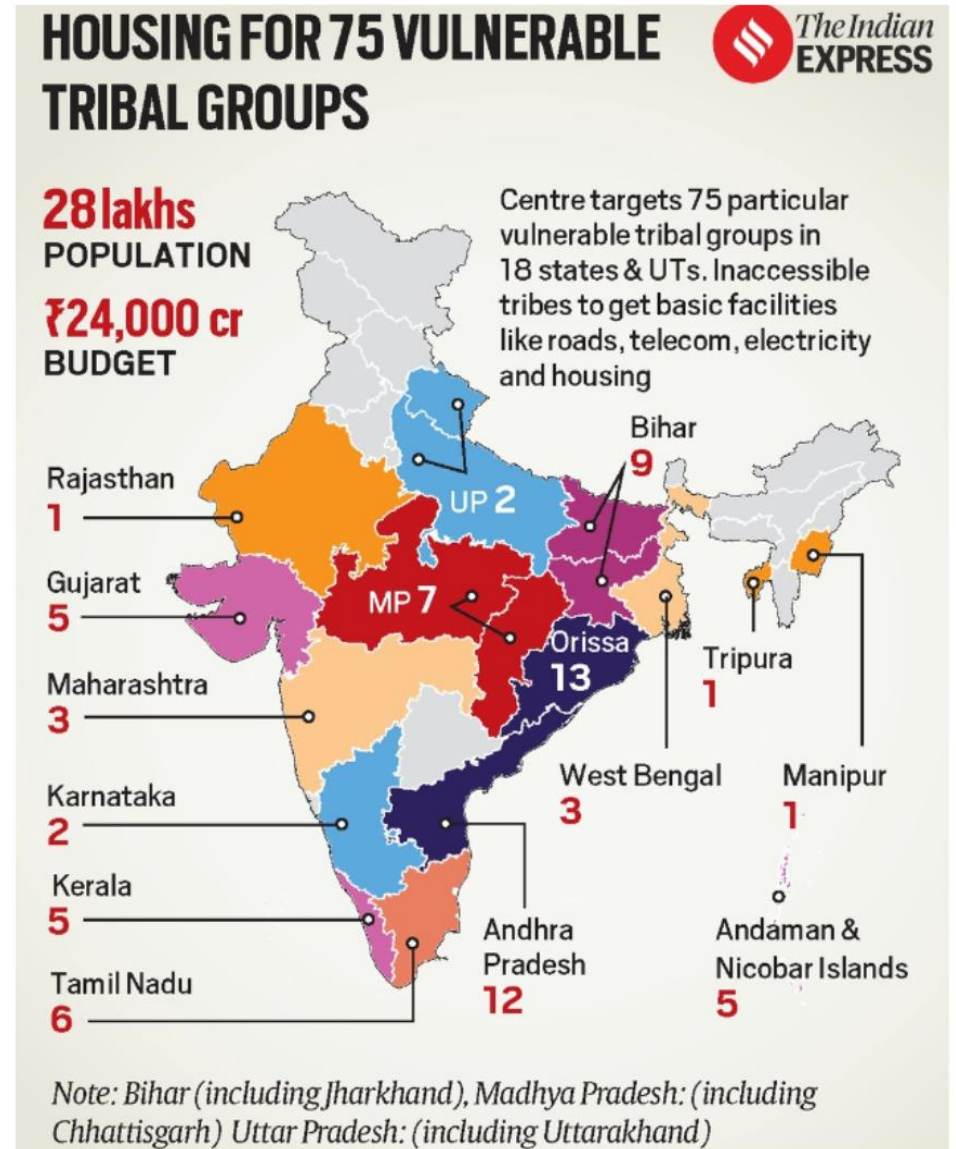 HOUSING FOR 75 VULNERABLE
TRIBAL GROUPS
The Indian
EXPRESS
28 lakhs
POPULATION
₹24,000 cr
BUDGET
Centre targets 75 particular
vulnerable tribal groups in
18 states & UTs. Inaccessible
tribes to get basic facilities
like roads, telecom, electricity
and housing
Rajasthan
1
Gujarat
5
Maharashtra
3
Karnataka
2
Kerala
5
Tamil Nadu
6
UP 2
MP 7
Bihar
9
Orissa
13
Tripura
1
West Bengal
3
Manipur
1
Andhra
Pradesh
12
Andaman &
Nicobar Islands
5
Note: Bihar (including Jharkhand), Madhya Pradesh: (including
Chhattisgarh) Uttar Pradesh: (including Uttarakhand)